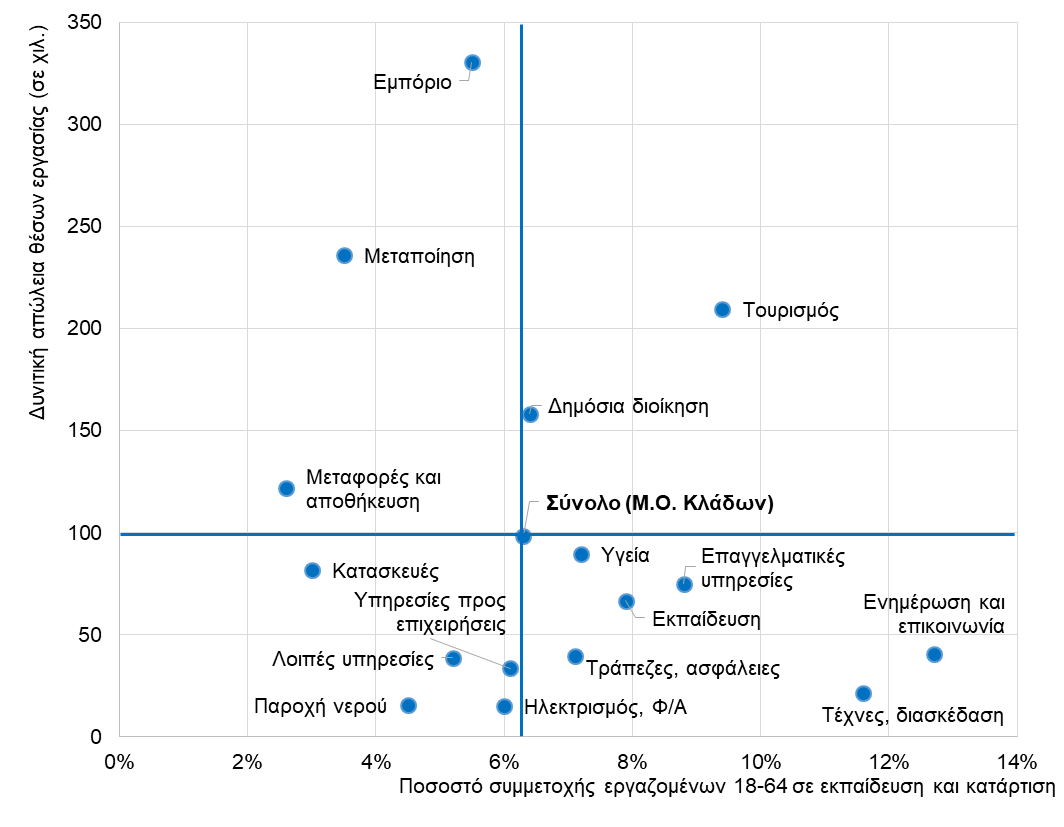 Δυνιτική απώλεια θέσων εργασίας (σε χιλ.)
350
300
250
200
150
100
50
0
Εμπόριο
Μεταποίηση
Τουρισμός
Δημόσια διοίκηση
Μεταφορές και
αποθήκευση
Σύνολο (Μ.Ο. Κλάδων)
Υγεία
Επαγγελματικές
υπηρεσίες
Κατασκευές
Υπηρεσίες προς
επιχειρήσεις
Εκπαίδευση
Ενημέρωση και
επικοινωνία
Λοιπές υπηρεσίες
Τράπεζες, ασφάλειες
Παροχή νερού
Ηλεκτρισμός, Φ/Α
Τέχνες, διασκέδαση
0% 2% 4% 6% 8% 10% 12% 14%
Ποσοστό συμμετοχής εργαζομένων 18-64 σε εκπαίδευση και κατάρτιση